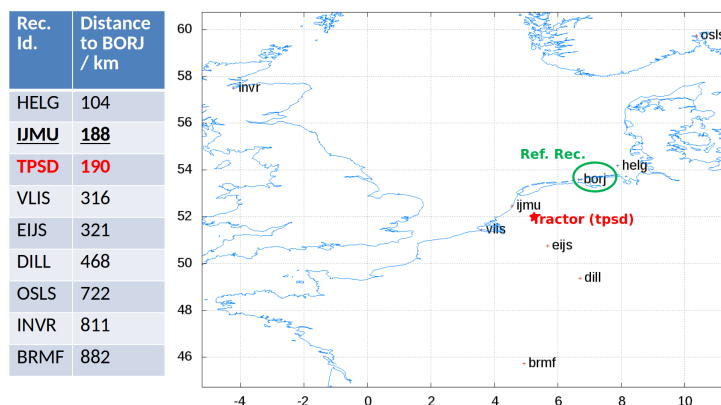 Rec. Id.
Distance to BORJ / km
HELG 104
IJMU 188
TPSD 190
VLIS 316
EIJS 321
DILL 468
OSLS 722
INVR 811
BRMF 882
60
58
56
54
52
50
48
46
-4 -2 0 2 4 6 8 10
osls
invr
Ref. Rec.
helg
borj
ijmu
Tractor (tpsd)
vlis
eijs
dill
brmf